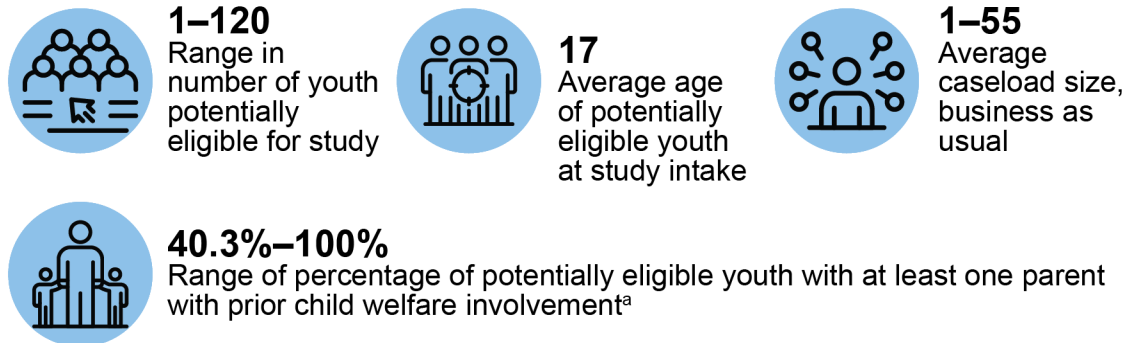 1–120
Range in
number of youth
potentially
eligible for study
17
Average age
of potentially
eligible youth
at study intake
1–55
Average
caseload size,
business as
usual
40.3%–100%
Range of percentage of potentially eligible youth with at least one parent
with prior child welfare involvementᵃ